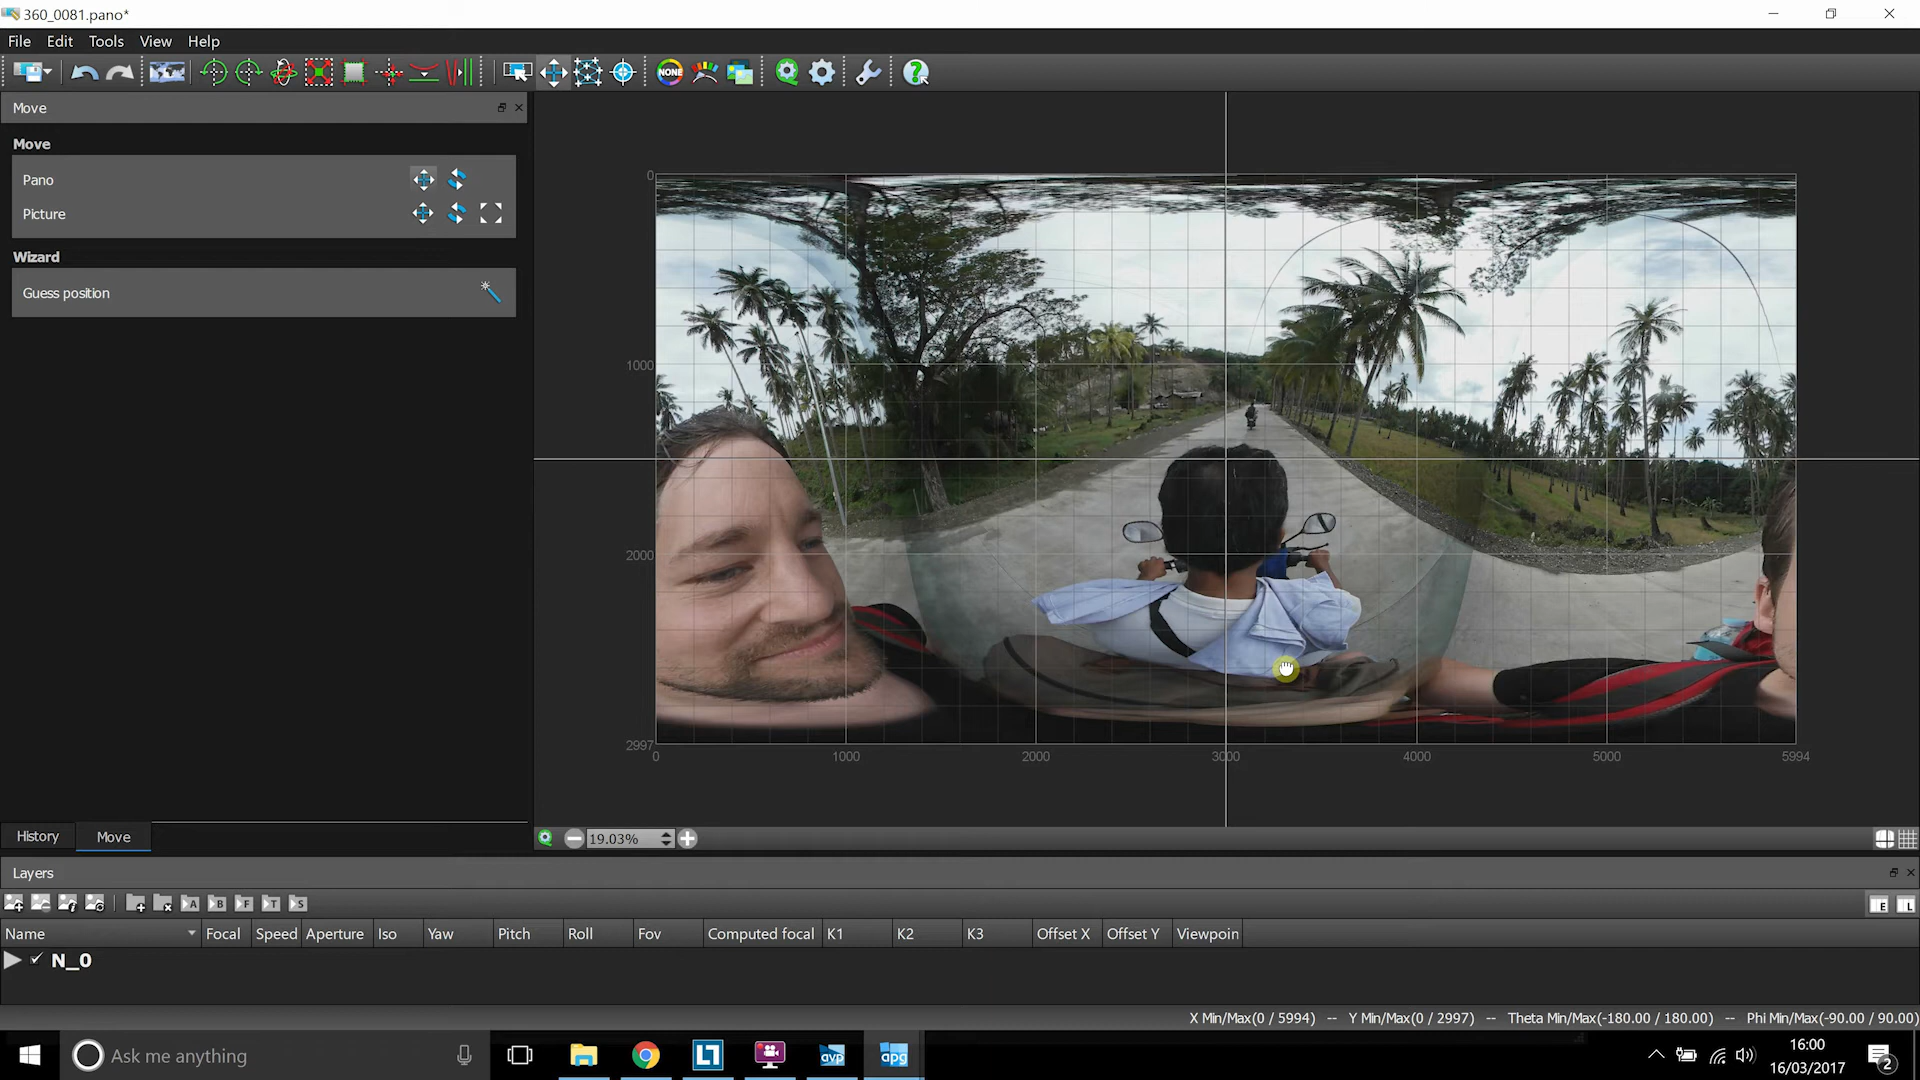 360_0081.pano*
File Edit Tools View Help
NONE
Move
Move
Pano
Picture
Wizard
Guess position
0
1000
2000
2997
0 1000 2000 3000 4000 5000 5994
History Move
19.03%
Layers
A B F T S E L
Name Focal Speed Aperture Iso Yaw Pitch Roll Fov Computed focal K1 K2 K3 Offset X Offset Y Viewpoin
N_0
X Min/Max(0 / 5994) -- Y Min/Max(0 / 2997) -- Theta Min/Max(-180.00 / 180.00) -- Phi Min/Max(-90.00 / 90.00)
Ask me anything
avp
apg
16:00
16/03/2017
2